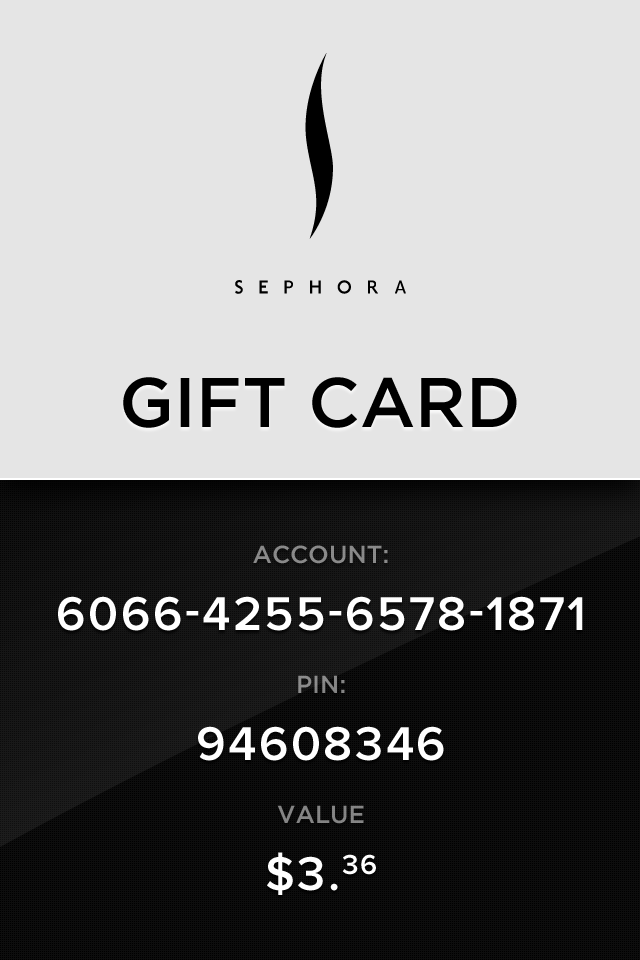 SEPHORA
GIFT CARD
ACCOUNT:
6066-4255-6578-1871
PIN:
94608346
VALUE
$3.36